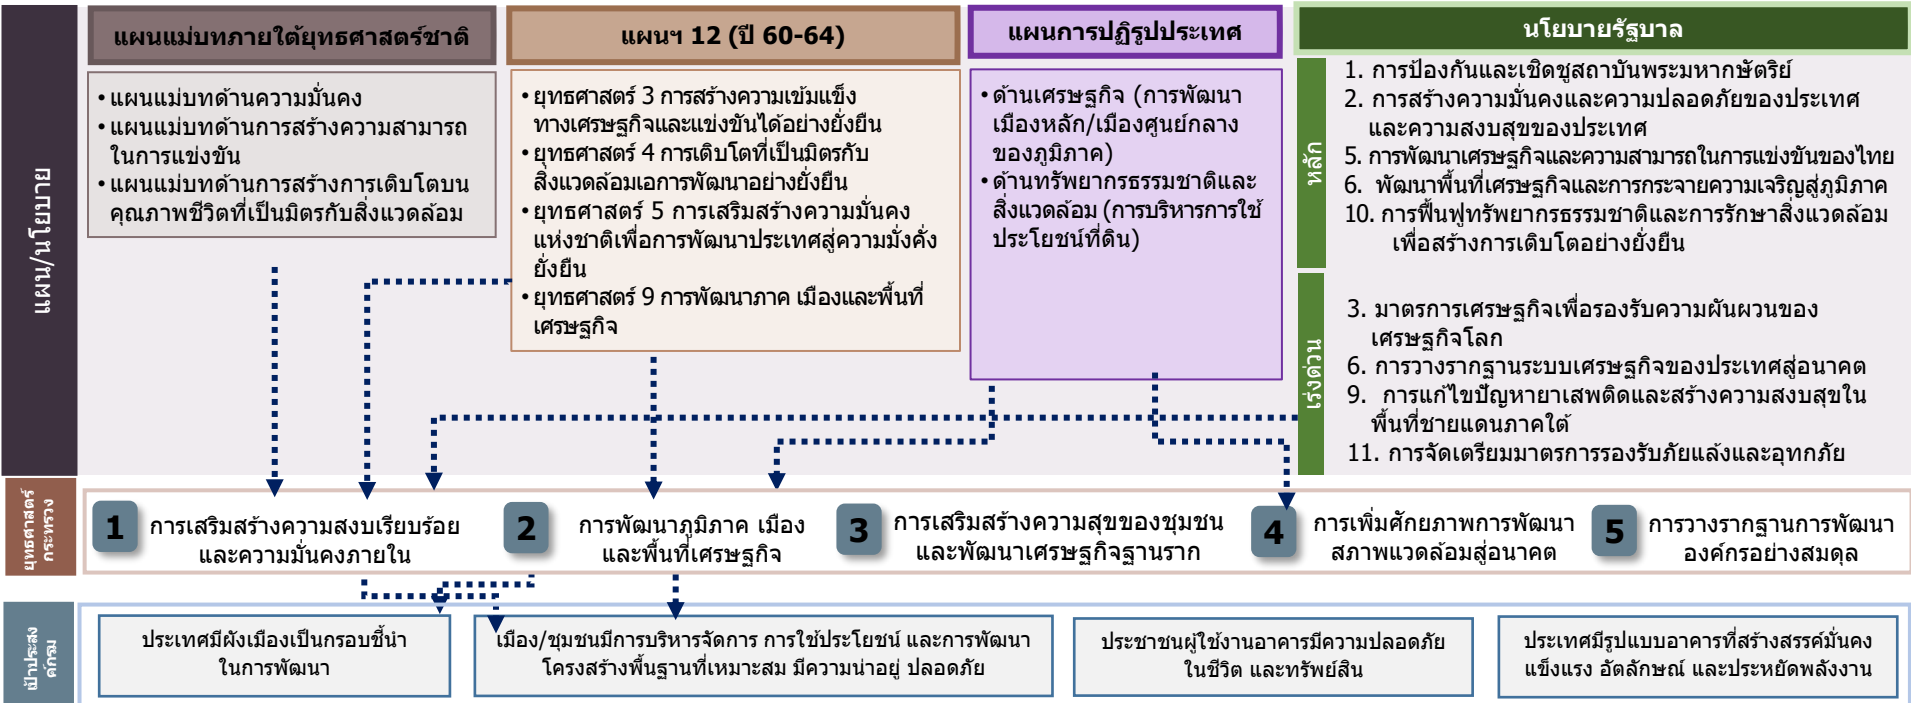 แผน/นโยบาย
แผนแม่บทภายใต้ยุทธศาสตร์ชาติ
• แผนแม่บทด้านความมั่นคง
• แผนแม่บทด้านการสร้างความสามารถ
ในการแข่งขัน
• แผนแม่บทด้านการสร้างการเติบโตบน
คุณภาพชีวิตที่เป็นมิตรกับสิ่งแวดล้อม
แผนฯ 12 (ปี 60-64)
• ยุทธศาสตร์ 3 การสร้างความเข้มแข็ง
ทางเศรษฐกิจและแข่งขันได้อย่างยั่งยืน
• ยุทธศาสตร์ 4 การเติบโตที่เป็นมิตรกับ
สิ่งแวดล้อมเอการพัฒนาอย่างยั่งยืน
• ยุทธศาสตร์ 5 การเสริมสร้างความมั่นคง
แห่งชาติเพื่อการพัฒนาประเทศสู่ความมั่งคั่ง
ยั่งยืน
• ยุทธศาสตร์ 9 การพัฒนาภาค เมืองและพื้นที่
เศรษฐกิจ
แผนการปฏิรูปประเทศ
• ด้านเศรษฐกิจ (การพัฒนา
เมืองหลัก/เมืองศูนย์กลาง
ของภูมิภาค)
• ด้านทรัพยากรธรรมชาติและ
สิ่งแวดล้อม (การบริหารการใช้
ประโยชน์ที่ดิน)
นโยบายรัฐบาล
หลัก
1. การป้องกันและเชิดชูสถาบันพระมหากษัตริย์
2. การสร้างความมั่นคงและความปลอดภัยของประเทศ
และความสงบสุขของประเทศ
5. การพัฒนาเศรษฐกิจและความสามารถในการแข่งขันของไทย
6. พัฒนาพื้นที่เศรษฐกิจและการกระจายความเจริญสู่ภูมิภาค
10. การฟื้นฟูทรัพยากรธรรมชาติและการรักษาสิ่งแวดล้อม
เพื่อสร้างการเติบโตอย่างยั่งยืน
เร่งด่วน
3. มาตรการเศรษฐกิจเพื่อรองรับความผันผวนของ
เศรษฐกิจโลก
6. การวางรากฐานระบบเศรษฐกิจของประเทศสู่อนาคต
9. การแก้ไขปัญหายาเสพติดและสร้างความสงบสุขใน
พื้นที่ชายแดนภาคใต้
11. การจัดเตรียมมาตรการรองรับภัยแล้งและอุทกภัย
ยุทธศาสตร์
กระทรวง
1 การเสริมสร้างความสงบเรียบร้อย
และความมั่นคงภายใน
2 การพัฒนาภูมิภาค เมือง
และพื้นที่เศรษฐกิจ
3 การเสริมสร้างความสุขของชุมชน
และพัฒนาเศรษฐกิจฐานราก
4 การเพิ่มศักยภาพการพัฒนา
สภาพแวดล้อมสู่อนาคต
5 การวางรากฐานการพัฒนา
องค์กรอย่างสมดุล
เป้าประสง
ค์กรม
ประเทศมีผังเมืองเป็นกรอบชี้นำ
ในการพัฒนา
เมือง/ชุมชนมีการบริหารจัดการ การใช้ประโยชน์ และการพัฒนา
โครงสร้างพื้นฐานที่เหมาะสม มีความน่าอยู่ ปลอดภัย
ประชาชนผู้ใช้งานอาคารมีความปลอดภัย
ในชีวิต และทรัพย์สิน
ประเทศมีรูปแบบอาคารที่สร้างสรรค์มั่นคง
แข็งแรง อัตลักษณ์ และประหยัดพลังงาน